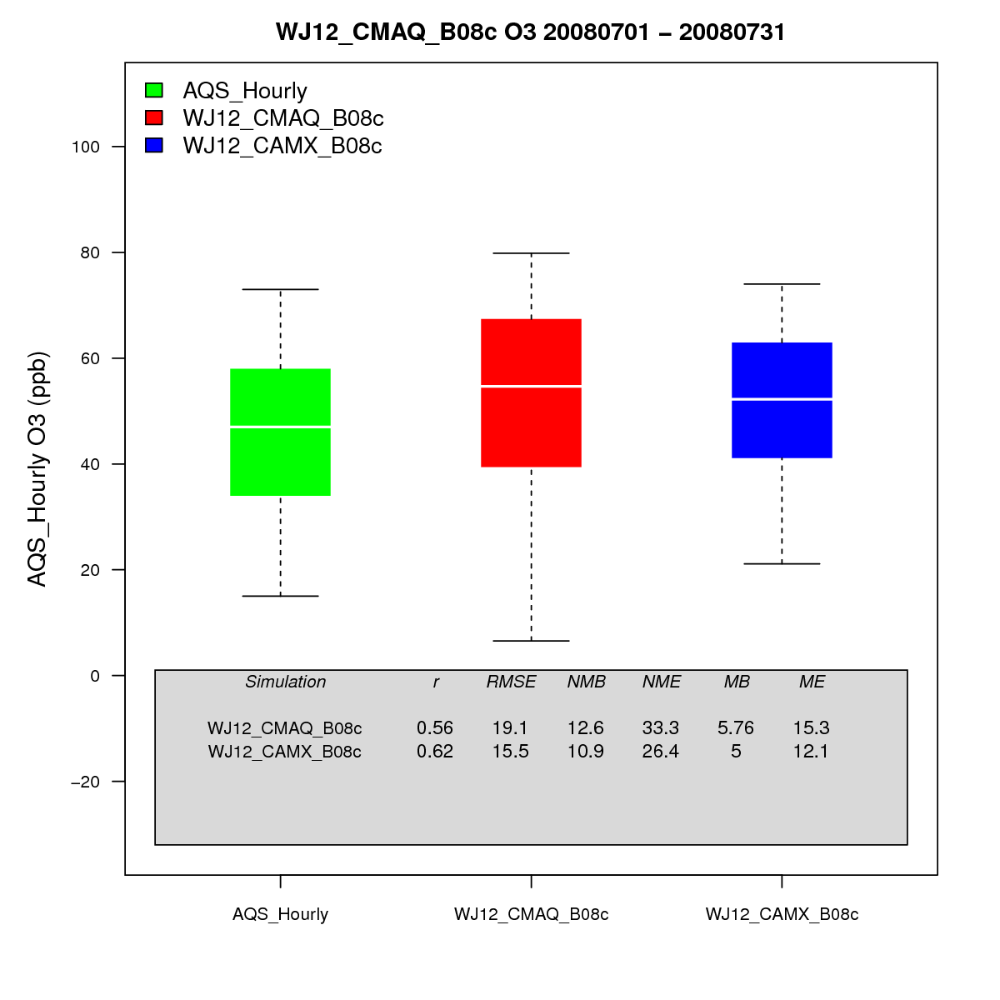 WJ12_CMAQ_B08c O3 20080701 − 20080731
AQS_Hourly
WJ12_CMAQ_B08c
WJ12_CAMX_B08c
AQS_Hourly O3 (ppb)
100
80
60
40
20
0
−20
Simulation r RMSE NMB NME MB ME
WJ12_CMAQ_B08c 0.56 19.1 12.6 33.3 5.76 15.3
WJ12_CAMX_B08c 0.62 15.5 10.9 26.4 5 12.1
AQS_Hourly WJ12_CMAQ_B08c WJ12_CAMX_B08c